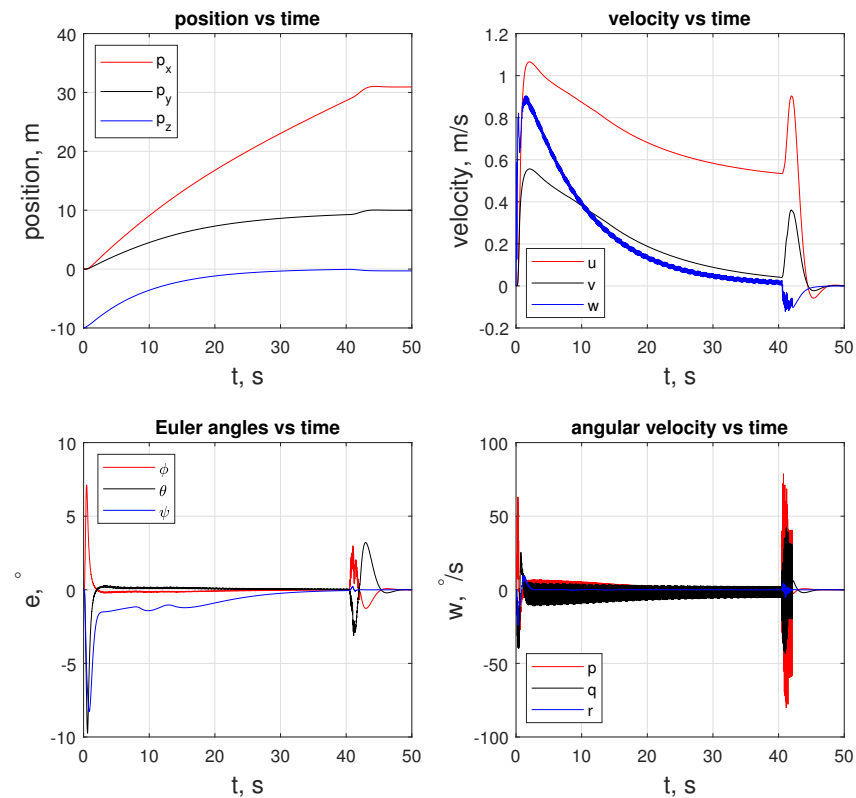 position vs time
40
30
20
10
0
-10
position, m
p_x
p_y
p_z
0 10 20 30 40 50
t, s
velocity vs time
1.2
1
0.8
0.6
0.4
0.2
0
-0.2
velocity, m/s
u
v
w
0 10 20 30 40 50
t, s
Euler angles vs time
10
5
0
-5
-10
e, °
ϕ
θ
ψ
0 10 20 30 40 50
t, s
angular velocity vs time
100
50
0
-50
-100
w, °/s
p
q
r
0 10 20 30 40 50
t, s